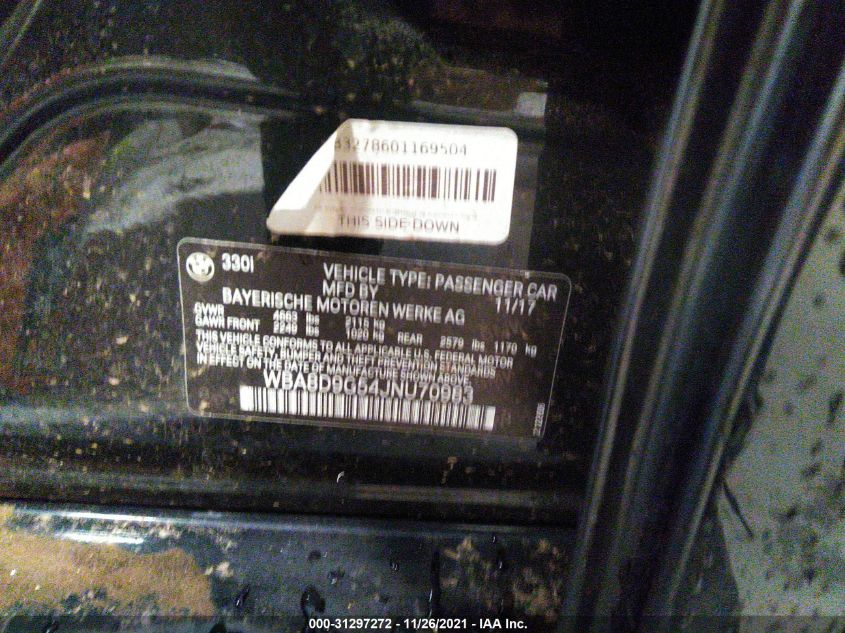 33278601169504
THIS SIDE DOWN
330I
VEHICLE TYPE: PASSENGER CAR
MFD BY 11/17
BAYERISCHE MOTOREN WERKE AG
GVWR 4663 lbs 2115 kg
GAWR FRONT 2249 lbs 1020 kg REAR 2579 lbs 1170 kg
THIS VEHICLE CONFORMS TO ALL APPLICABLE U.S. FEDERAL MOTOR
VEHICLE SAFETY, BUMPER AND THEFT PREVENTION STANDARDS
IN EFFECT ON THE DATE OF MANUFACTURE SHOWN ABOVE.
WBA8D9G54JNU70983
000-31297272 - 11/26/2021 - IAA Inc.